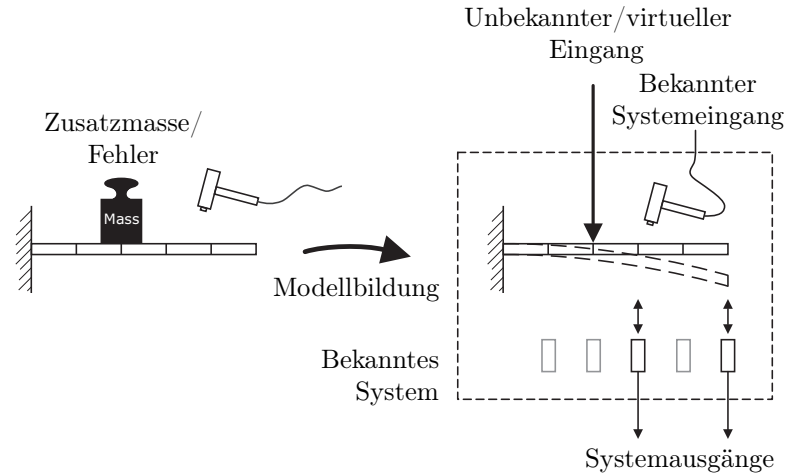 Unbekannter/virtueller
Eingang
Bekannter
Systemeingang
Zusatzmasse/
Fehler
Mass
Modellbildung
Bekanntes
System
Systemausgänge